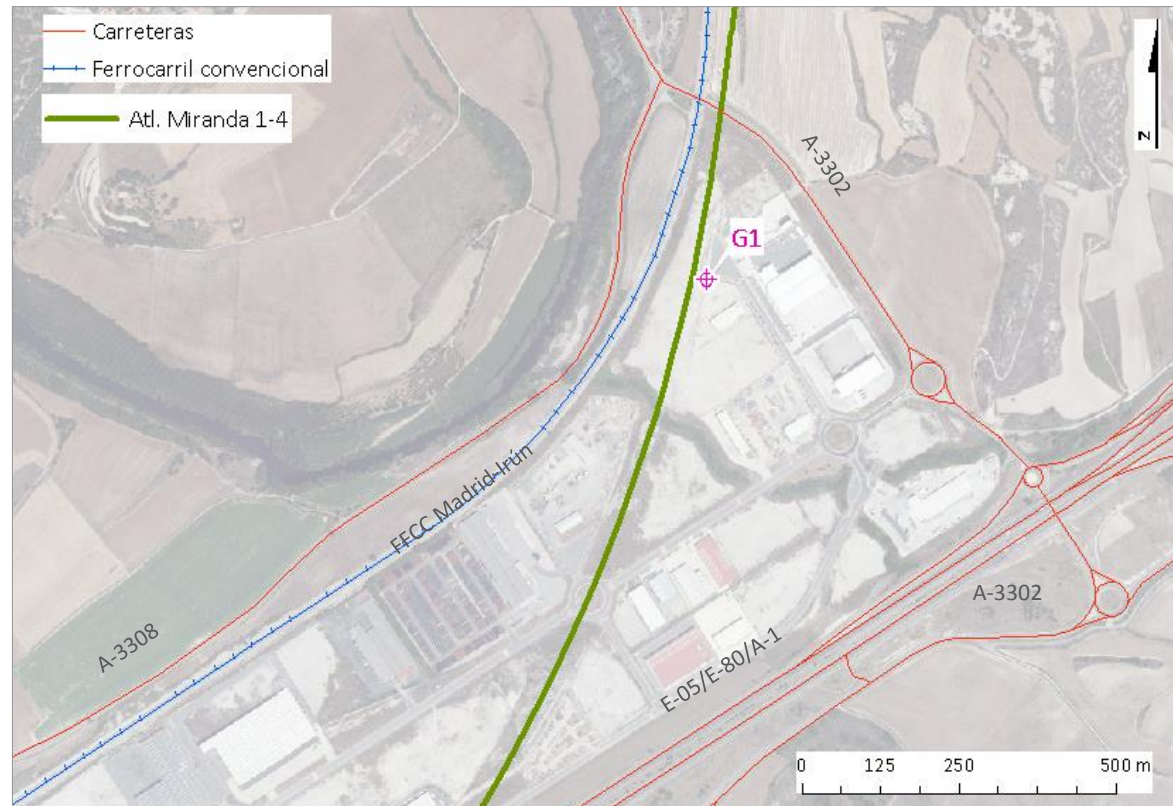 Carreteras
Ferrocarril convencional
Atl. Miranda 1-4
N
A-3302
G1
FFCC Madrid-Irún
A-3302
A-3308
E-05/E-80/A-1
0 125 250 500 m